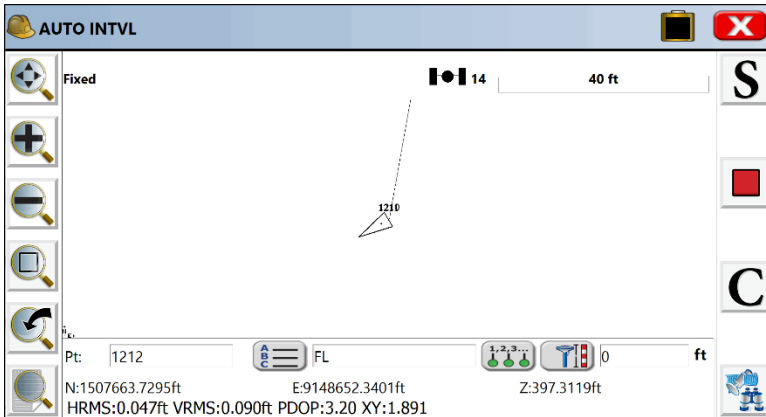 AUTO INTVL
Fixed
14
40 ft
S
1210
C
Pt:
1212
A
B
C
FL
1,2,3...
0
ft
N:1507663.7295ft E:9148652.3401ft Z:397.3119ft
HRMS:0.047ft VRMS:0.090ft PDOP:3.20 XY:1.891